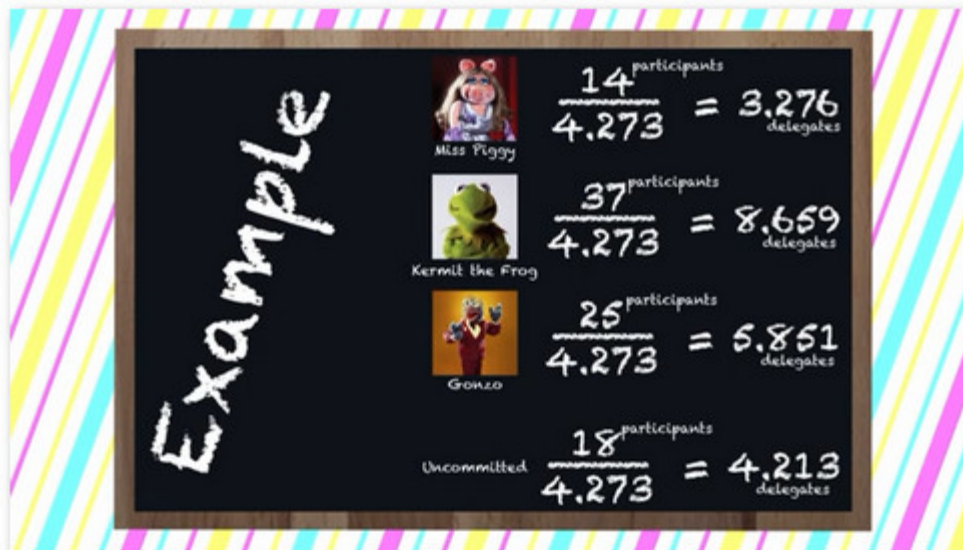 Example
14 participants
4.273
= 3.276
delegates
Miss Piggy
37 participants
4.273
= 8.659
delegates
Kermit the Frog
25 participants
4.273
= 5.851
delegates
Gonzo
Uncommitted
18 participants
4.273
= 4.213
delegates